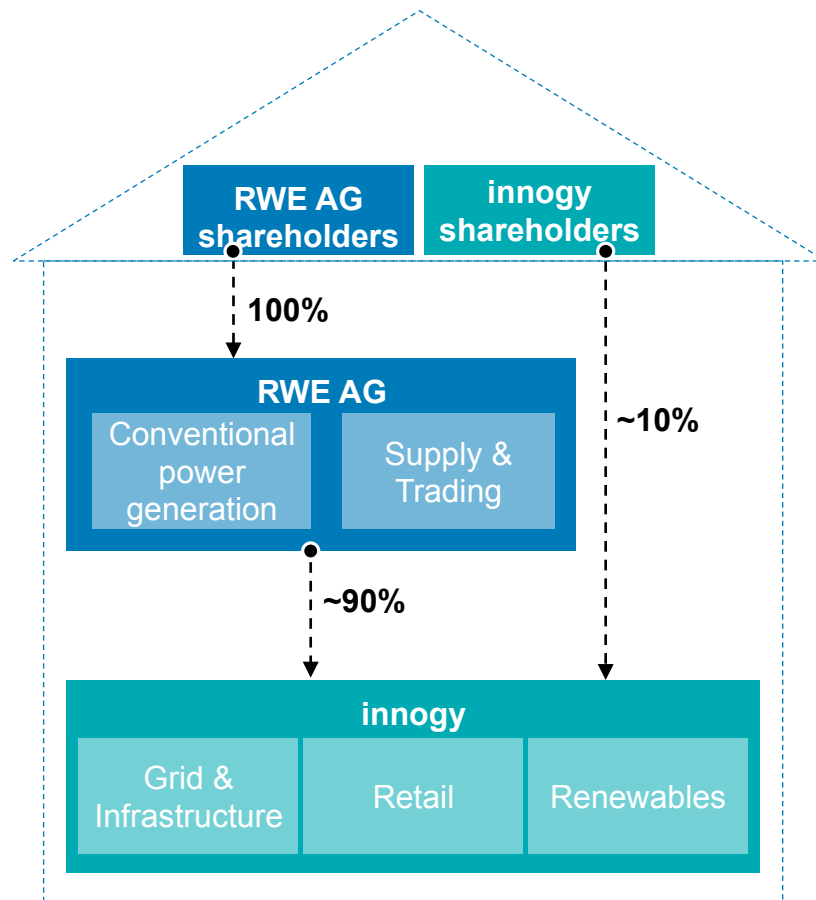 RWE AG
shareholders
innogy
shareholders
100%
~10%
RWE AG
Conventional
power
generation
Supply &
Trading
~90%
innogy
Grid &
Infrastructure
Retail
Renewables